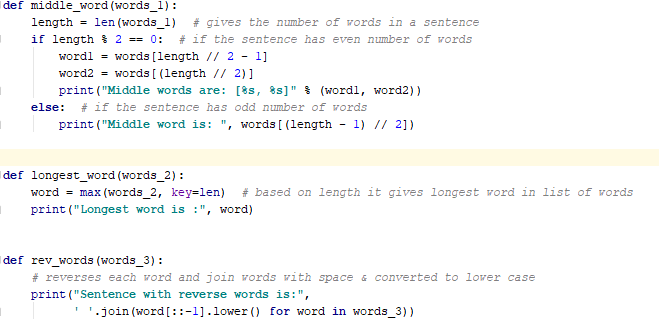 def middle_word(words_1):
    length = len(words_1)  # gives the number of words in a sentence
    if length % 2 == 0:  # if the sentence has even number of words
        word1 = words[length // 2 - 1]
        word2 = words[(length // 2)]
        print("Middle words are: [%s, %s]" % (word1, word2))
    else:  # if the sentence has odd number of words
        print("Middle word is: ", words[(length - 1) // 2])
def longest_word(words_2):
    word = max(words_2, key=len)  # based on length it gives longest word in list of words
    print("Longest word is :", word)
def rev_words(words_3):
    # reverses each word and join words with space & converted to lower case
    print("Sentence with reverse words is:",
          ' '.join(word[::-1].lower() for word in words_3))